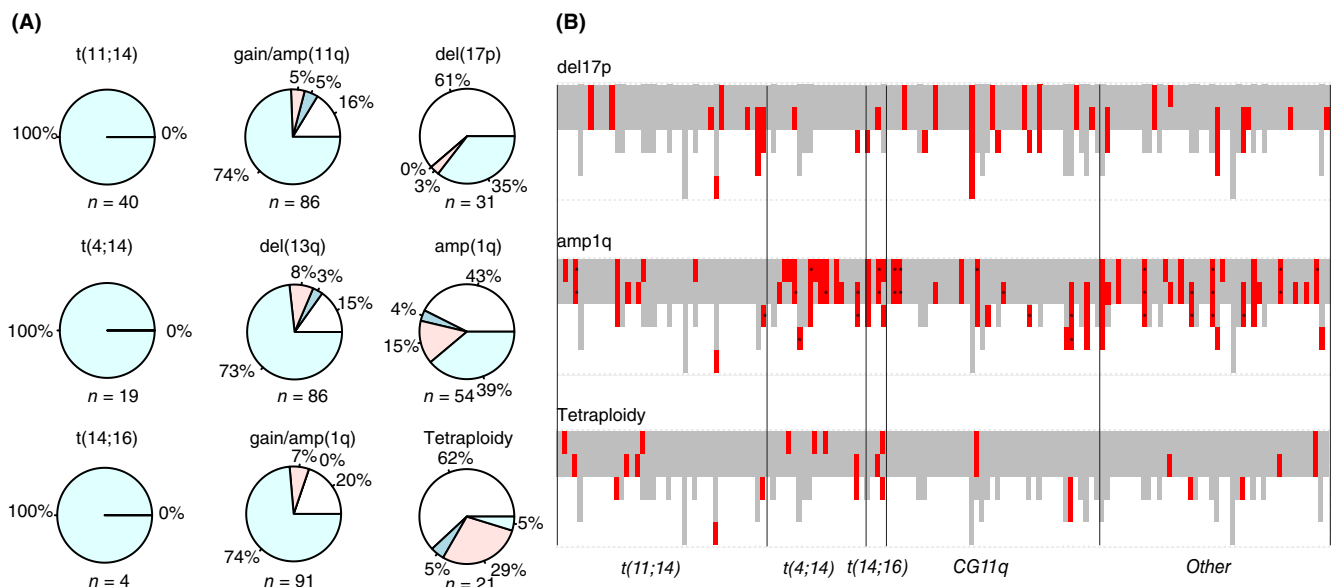 (A)
t(11;14)
100%
0%
n = 40
gain/amp(11q)
5%
5%
16%
74%
n = 86
del(17p)
61%
0%
3%
35%
n = 31
t(4;14)
100%
0%
n = 19
del(13q)
8%
3%
15%
73%
n = 86
amp(1q)
43%
4%
15%
39%
n = 54
t(14;16)
100%
0%
n = 4
gain/amp(1q)
7%
0%
20%
74%
n = 91
Tetraploidy
62%
5%
5%
29%
n = 21
(B)
del17p
amp1q
Tetraploidy
t(11;14)
t(4;14)
t(14;16)
CG11q
Other